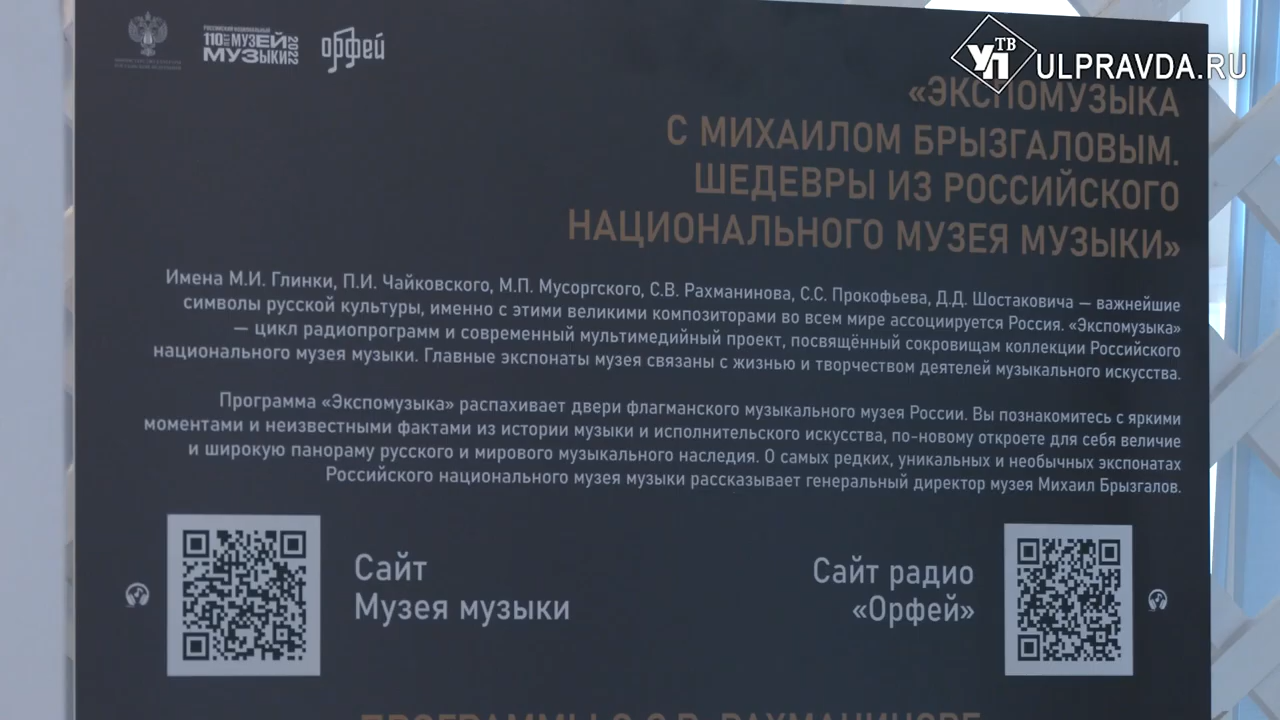 РОССИЙСКИЙ НАЦИОНАЛЬНЫЙ
110 ЛЕТ МУЗЕЙ
МУЗЫКИ 2022
орфей
ТВ
УП ULPRAVDA.RU
«ЭКСПОМУЗЫКА
С МИХАИЛОМ БРЫЗГАЛОВЫМ.
ШЕДЕВРЫ ИЗ РОССИЙСКОГО
НАЦИОНАЛЬНОГО МУЗЕЯ МУЗЫКИ»
Имена М.И. Глинки, П.И. Чайковского, М.П. Мусоргского, С.В. Рахманинова, С.С. Прокофьева, Д.Д. Шостаковича — важнейшие
символы русской культуры, именно с этими великими композиторами во всем мире ассоциируется Россия. «Экспомузыка»
— цикл радиопрограмм и современный мультимедийный проект, посвящённый сокровищам коллекции Российского
национального музея музыки. Главные экспонаты музея связаны с жизнью и творчеством деятелей музыкального искусства.
Программа «Экспомузыка» распахивает двери флагманского музыкального музея России. Вы познакомитесь с яркими
моментами и неизвестными фактами из истории музыки и исполнительского искусства, по-новому откроете для себя величие
и широкую панораму русского и мирового музыкального наследия. О самых редких, уникальных и необычных экспонатах
Российского национального музея музыки рассказывает генеральный директор музея Михаил Брызгалов.
Сайт
Музея музыки
Сайт радио
«Орфей»
ПРОГРАММЫ О С.В. РАХМАНИНОВЕ